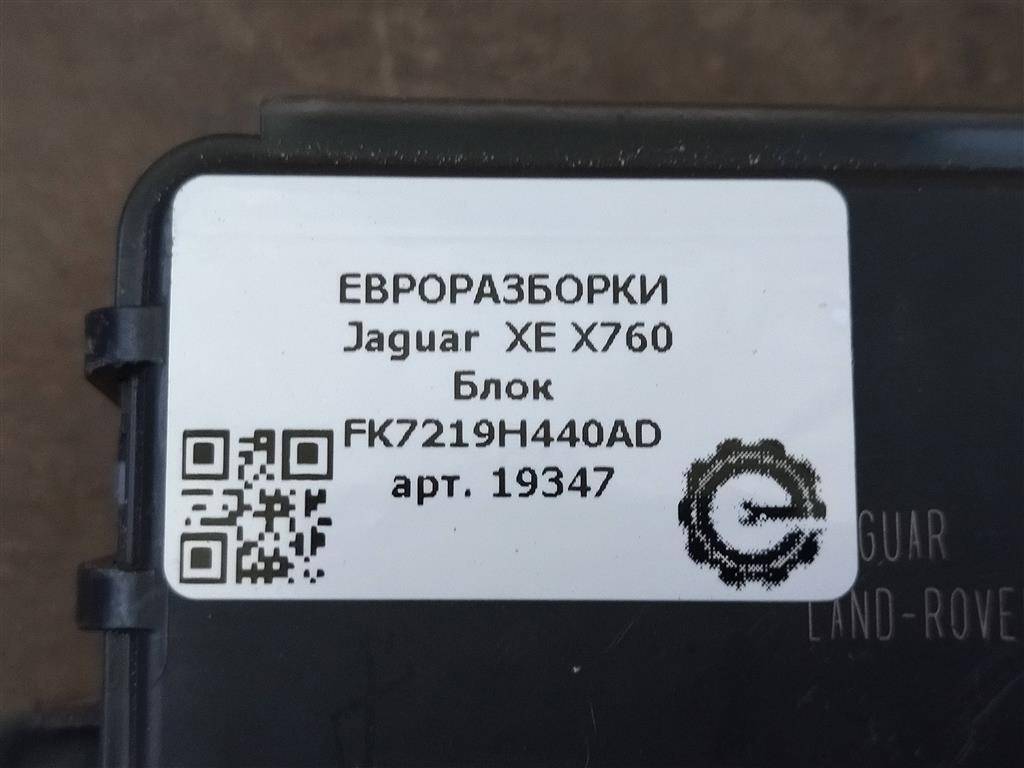 ЕВРОРАЗБОРКИ
Jaguar XE X760
Блок
FK7219H440AD
арт. 19347
GUAR
LAND-ROVE